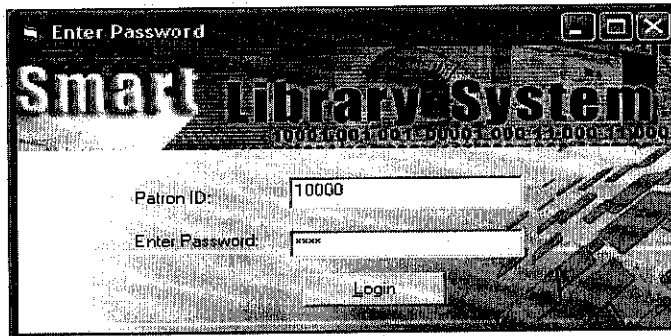 Enter Password
Smart Library System
Patron ID: 10000
Enter Password: ****
Login